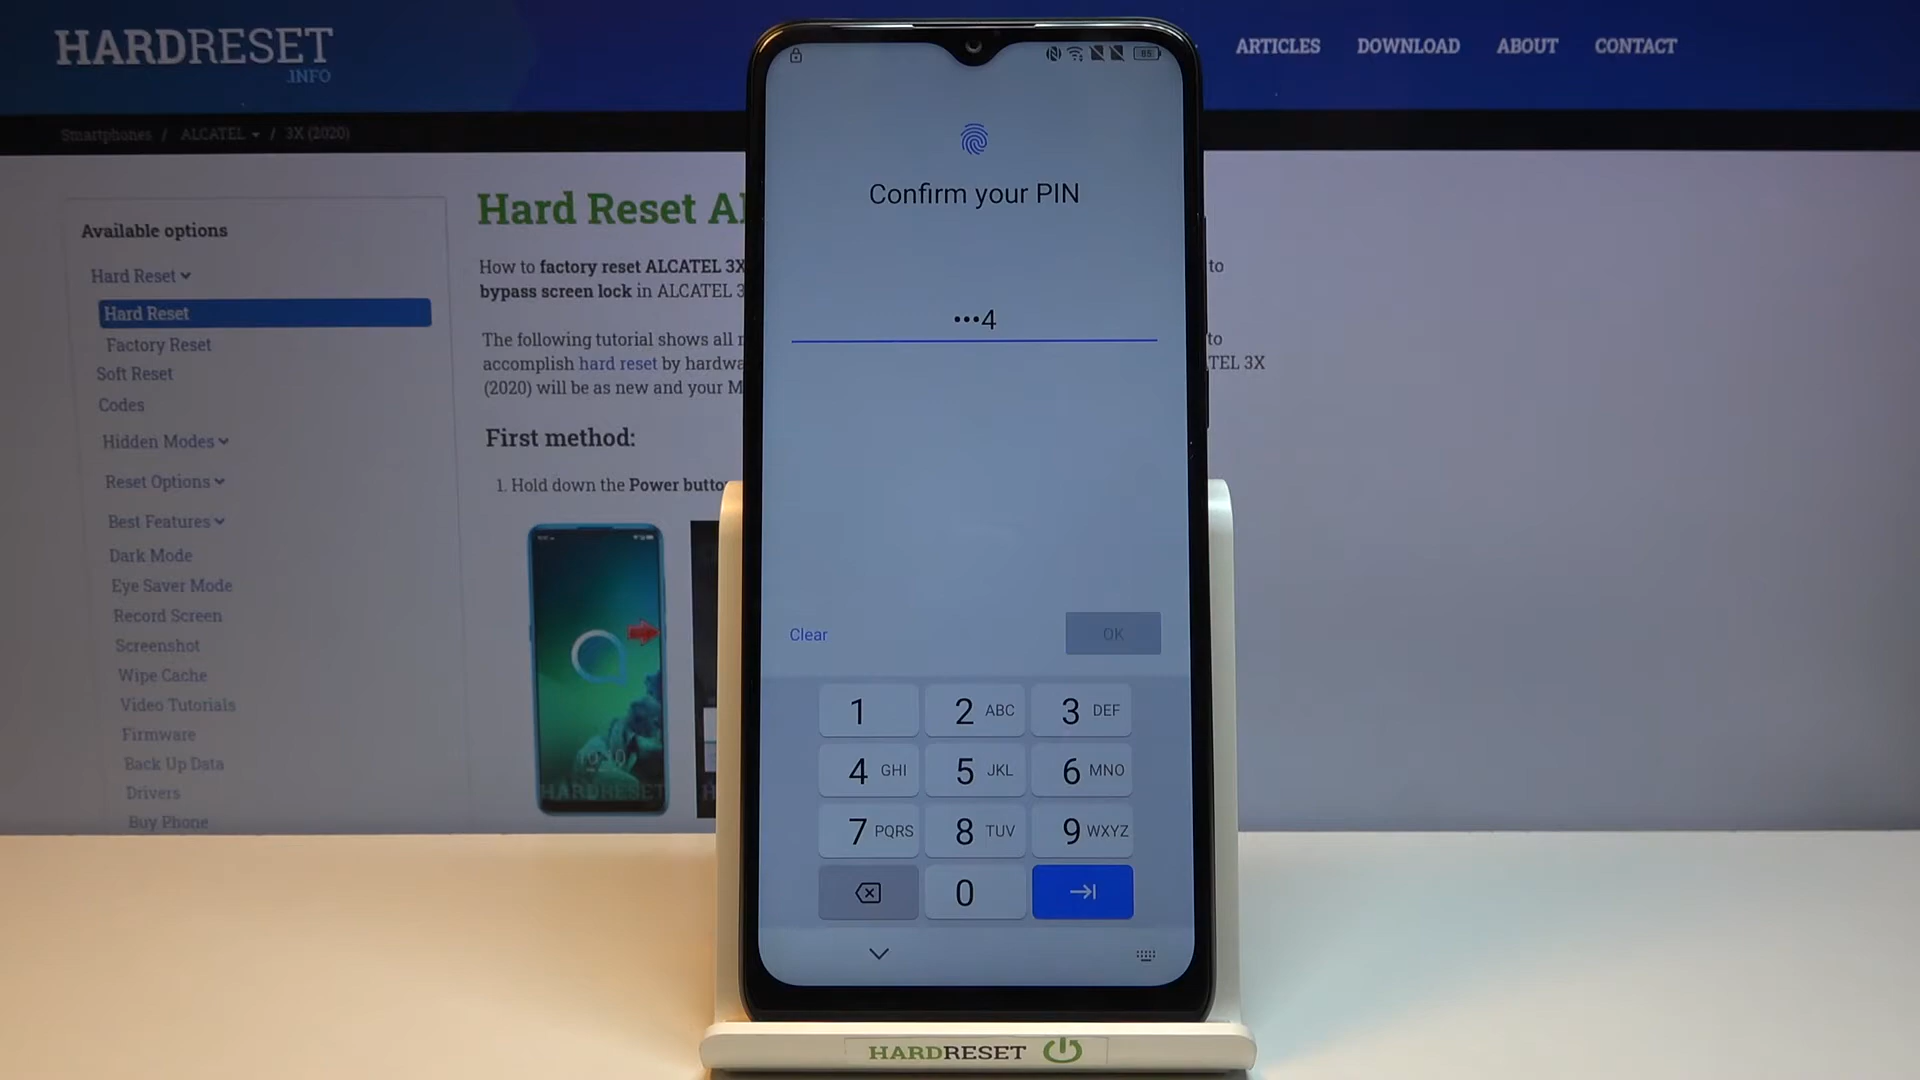 HARDRESET
.INFO
ARTICLES DOWNLOAD ABOUT CONTACT
Smartphones / ALCATEL / 3X (2020)
Available options
Hard Reset
Hard Reset
Factory Reset
Soft Reset
Codes
Hidden Modes
Reset Options
Best Features
Dark Mode
Eye Saver Mode
Record Screen
Screenshot
Wipe Cache
Video Tutorials
Firmware
Back Up Data
Drivers
Buy Phone
Hard Reset Al
How to factory reset ALCATEL 3X to
bypass screen lock in ALCATEL 3
The following tutorial shows all to
accomplish hard reset by hardwa TEL 3X
(2020) will be as new and your M
First method:
1. Hold down the Power butto
10:10
HARDRESET
85
Confirm your PIN
•••4
Clear
OK
1
2 ABC
3 DEF
4 GHI
5 JKL
6 MNO
7 PQRS
8 TUV
9 WXYZ
0
HARDRESET